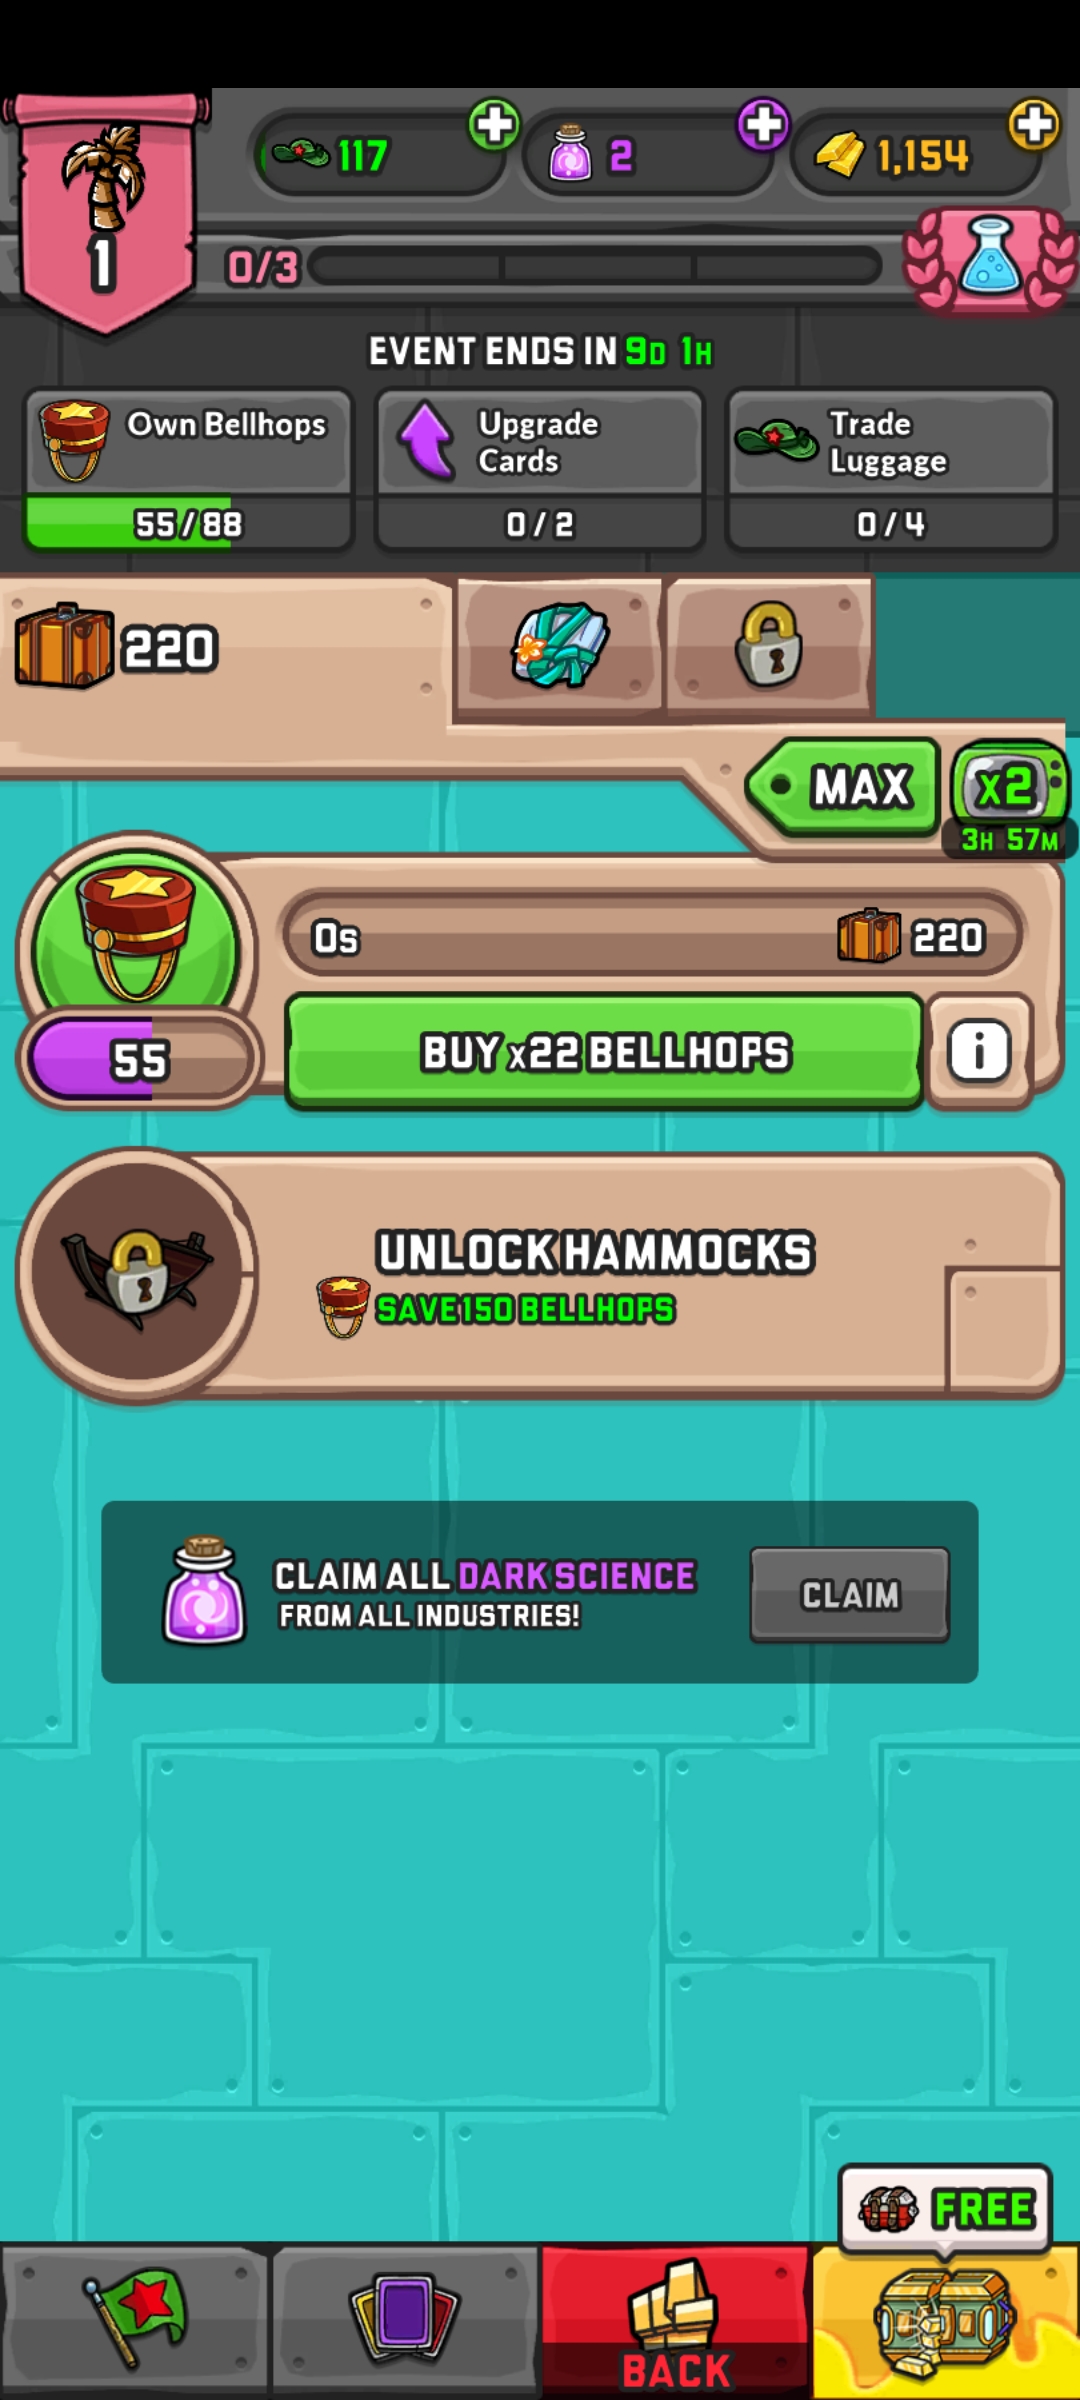 117
2
1,154
1
0/3
EVENT ENDS IN 9D 1H
Own Bellhops
55/88
Upgrade
Cards
0/2
Trade
Luggage
0/4
220
MAX
x2
3H 57M
0s
220
55
BUY x22 BELLHOPS
i
UNLOCK HAMMOCKS
SAVE 150 BELLHOPS
CLAIM ALL DARK SCIENCE
FROM ALL INDUSTRIES!
CLAIM
FREE
BACK